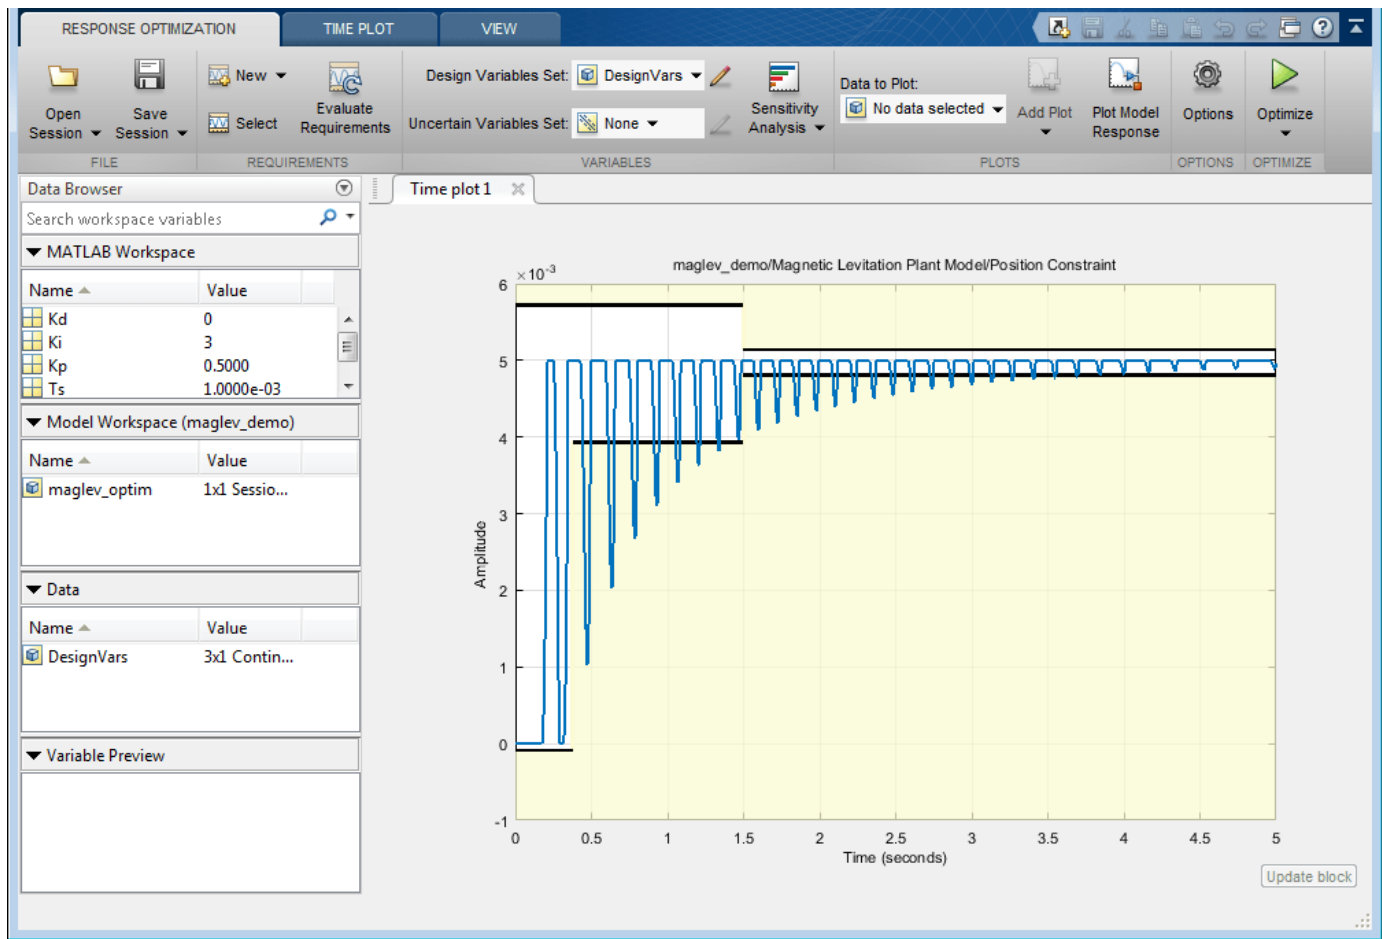 RESPONSE OPTIMIZATION TIME PLOT VIEW
New Design Variables Set: DesignVars Data to Plot:
Open Session Save Session Select Evaluate Requirements Uncertain Variables Set: None Sensitivity Analysis No data selected Add Plot Plot Model Response Options Optimize
FILE REQUIREMENTS VARIABLES PLOTS OPTIONS OPTIMIZE
Data Browser
Search workspace variables
MATLAB Workspace
Name Value
Kd 0
Ki 3
Kp 0.5000
Ts 1.0000e-03
Model Workspace (maglev_demo)
Name Value
maglev_optim 1x1 Sessio...
Data
Name Value
DesignVars 3x1 Contin...
Variable Preview
Time plot 1
maglev_demo/Magnetic Levitation Plant Model/Position Constraint
×10-3
6
5
4
3
2
1
0
-1
Amplitude
0 0.5 1 1.5 2 2.5 3 3.5 4 4.5 5
Time (seconds)
Update block